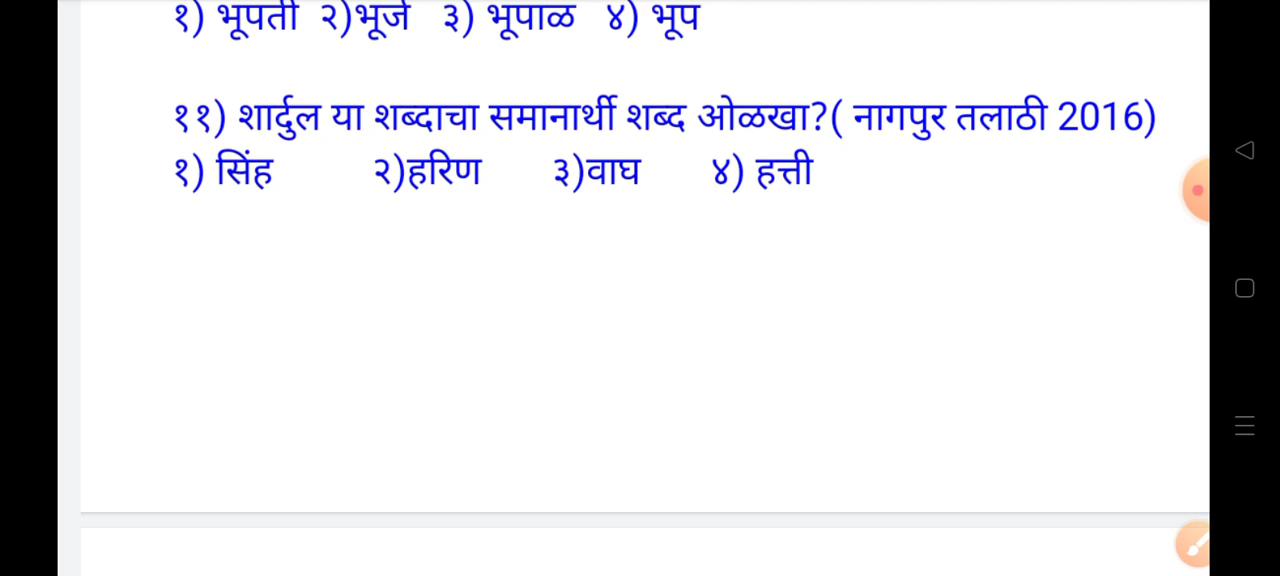 १) भूपती २)भूर्ज ३) भूपाळ ४) भूप
११) शार्दुल या शब्दाचा समानार्थी शब्द ओळखा?( नागपुर तलाठी 2016)
१) सिंह २)हरिण ३)वाघ ४) हत्ती